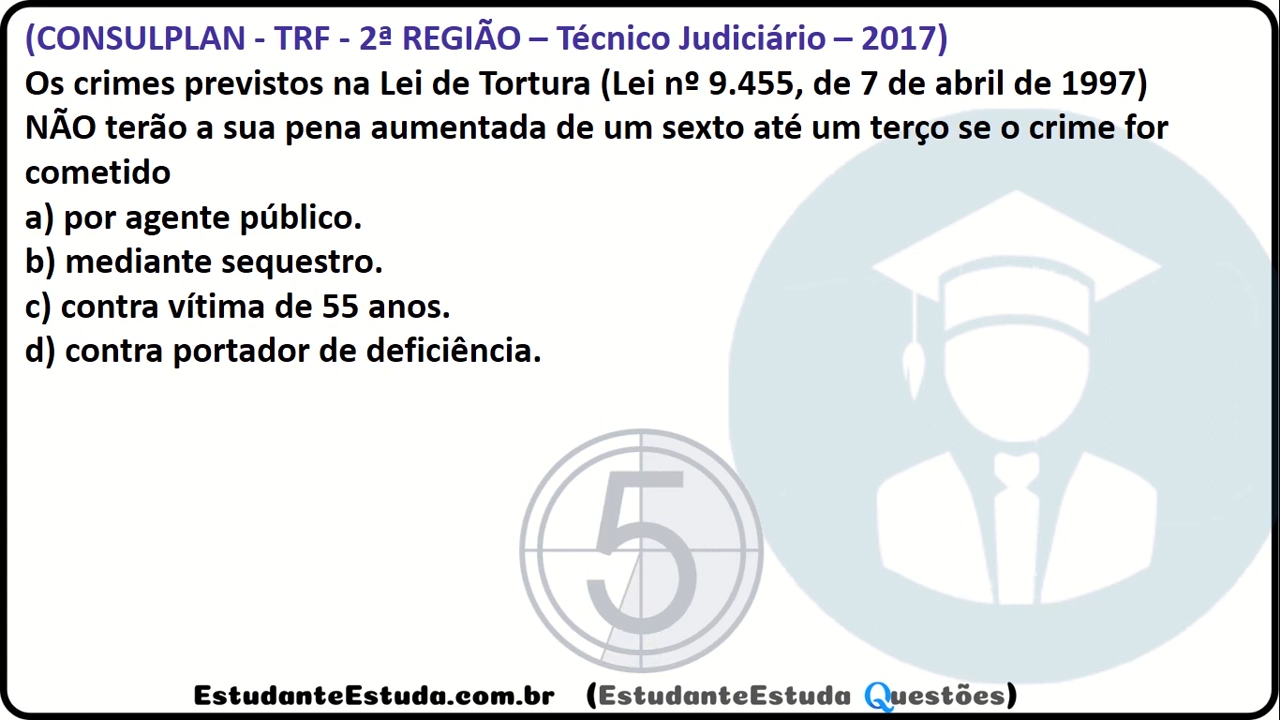 (CONSULPLAN - TRF - 2ª REGIÃO – Técnico Judiciário – 2017)
Os crimes previstos na Lei de Tortura (Lei nº 9.455, de 7 de abril de 1997)
NÃO terão a sua pena aumentada de um sexto até um terço se o crime for
cometido
a) por agente público.
b) mediante sequestro.
c) contra vítima de 55 anos.
d) contra portador de deficiência.
5
EstudanteEstuda.com.br (EstudanteEstuda Questões)